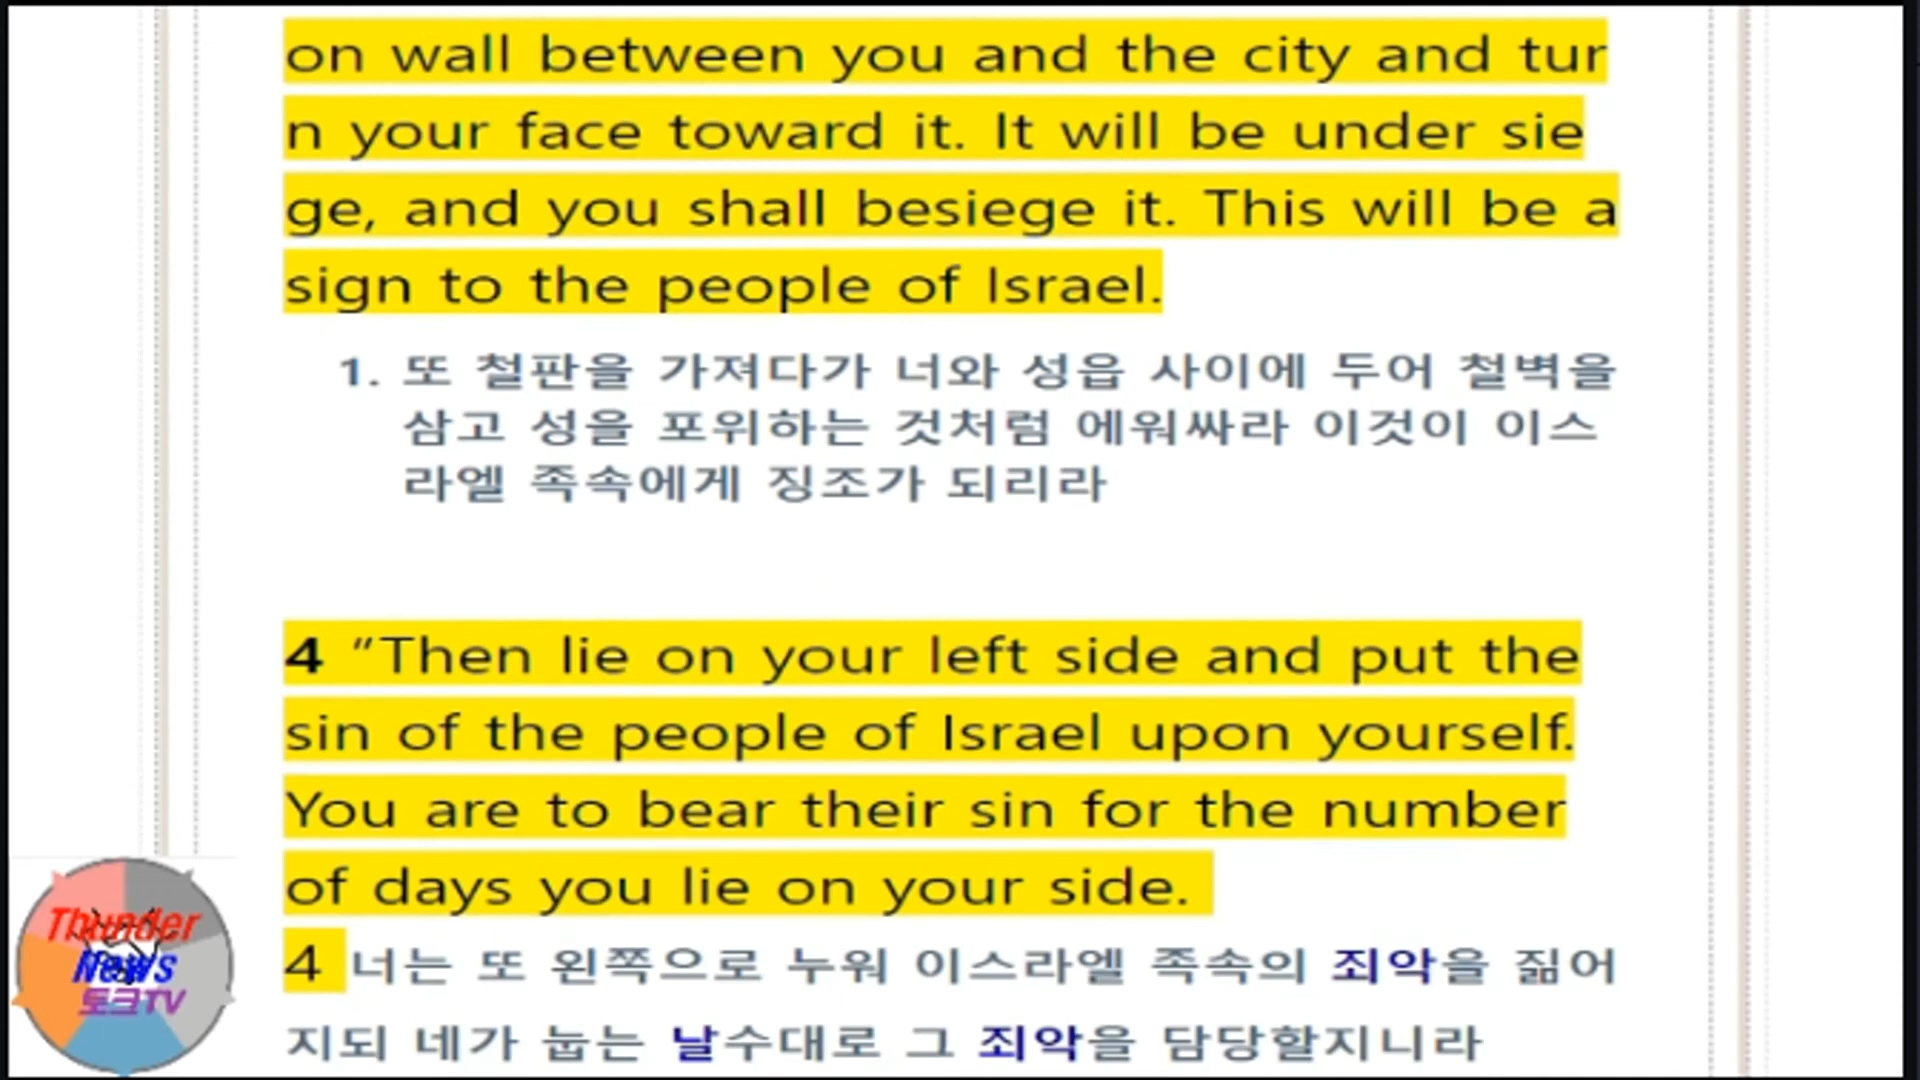 on wall between you and the city and tur
n your face toward it. It will be under sie
ge, and you shall besiege it. This will be a
sign to the people of Israel.
1. 또 철판을 가져다가 너와 성읍 사이에 두어 철벽을
삼고 성을 포위하는 것처럼 에워싸라 이것이 이스
라엘 족속에게 징조가 되리라
4 "Then lie on your left side and put the
sin of the people of Israel upon yourself.
You are to bear their sin for the number
of days you lie on your side.
4 너는 또 왼쪽으로 누워 이스라엘 족속의 죄악을 짊어
지되 네가 눕는 날수대로 그 죄악을 담당할지니라
Thunder
News
토크TV